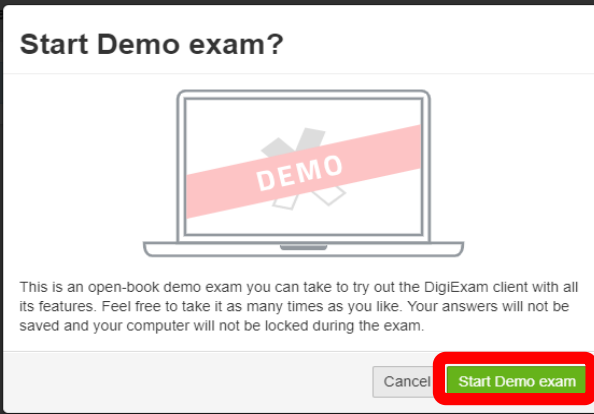 Start Demo exam?
DEMO
This is an open-book demo exam you can take to try out the DigiExam client with all
its features. Feel free to take it as many times as you like. Your answers will not be
saved and your computer will not be locked during the exam.
Cancel Start Demo exam